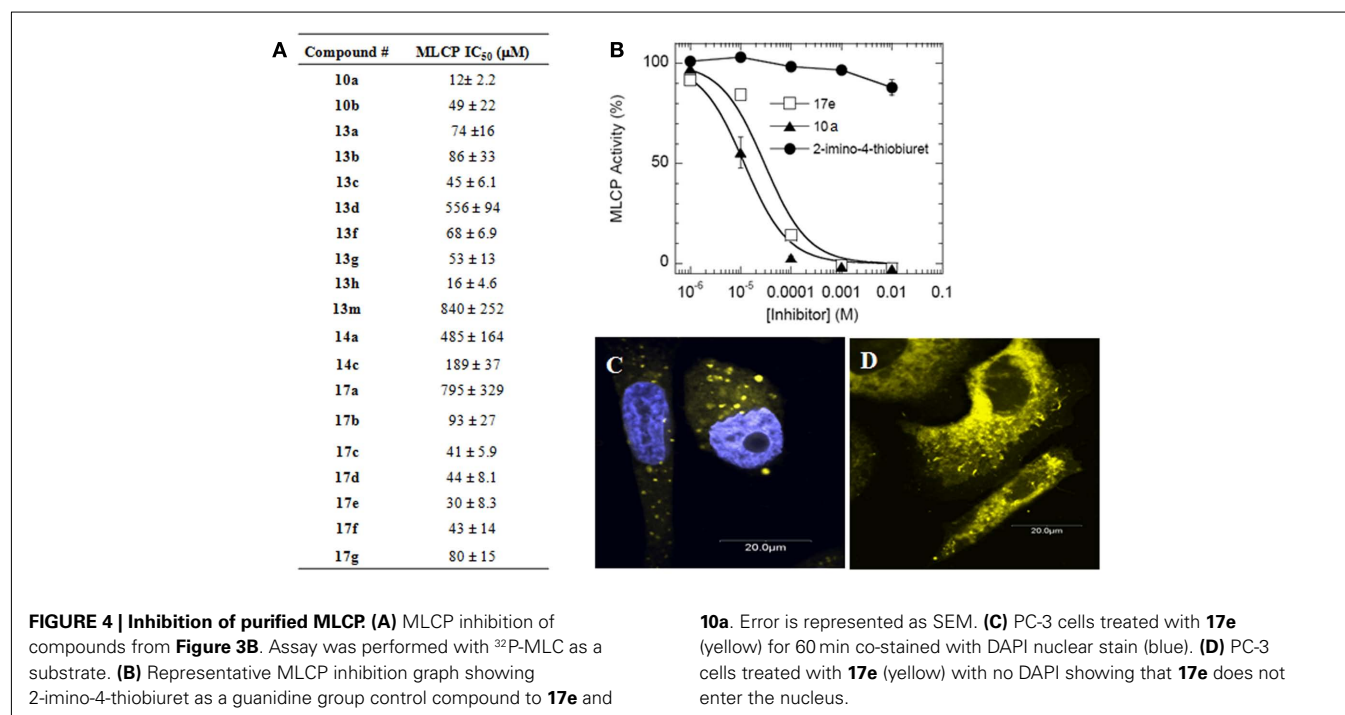 A
Compound # MLCP IC50 (μM)
10a 12± 2.2
10b 49 ± 22
13a 74 ±16
13b 86 ± 33
13c 45 ± 6.1
13d 556 ± 94
13f 68 ± 6.9
13g 53 ± 13
13h 16 ± 4.6
13m 840 ± 252
14a 485 ± 164
14c 189 ± 37
17a 795 ± 329
17b 93 ± 27
17c 41 ± 5.9
17d 44 ± 8.1
17e 30 ± 8.3
17f 43 ± 14
17g 80 ± 15
B
MLCP Activity (%)
100
50
0
17e
10a
2-imino-4-thiobiuret
10-6 10-5 0.0001 0.001 0.01 0.1
[Inhibitor] (M)
C
20.0μm
D
20.0μm
FIGURE 4 | Inhibition of purified MLCP. (A) MLCP inhibition of
compounds from Figure 3B. Assay was performed with 32P-MLC as a
substrate. (B) Representative MLCP inhibition graph showing
2-imino-4-thiobiuret as a guanidine group control compound to 17e and
10a. Error is represented as SEM. (C) PC-3 cells treated with 17e
(yellow) for 60 min co-stained with DAPI nuclear stain (blue). (D) PC-3
cells treated with 17e (yellow) with no DAPI showing that 17e does not
enter the nucleus.